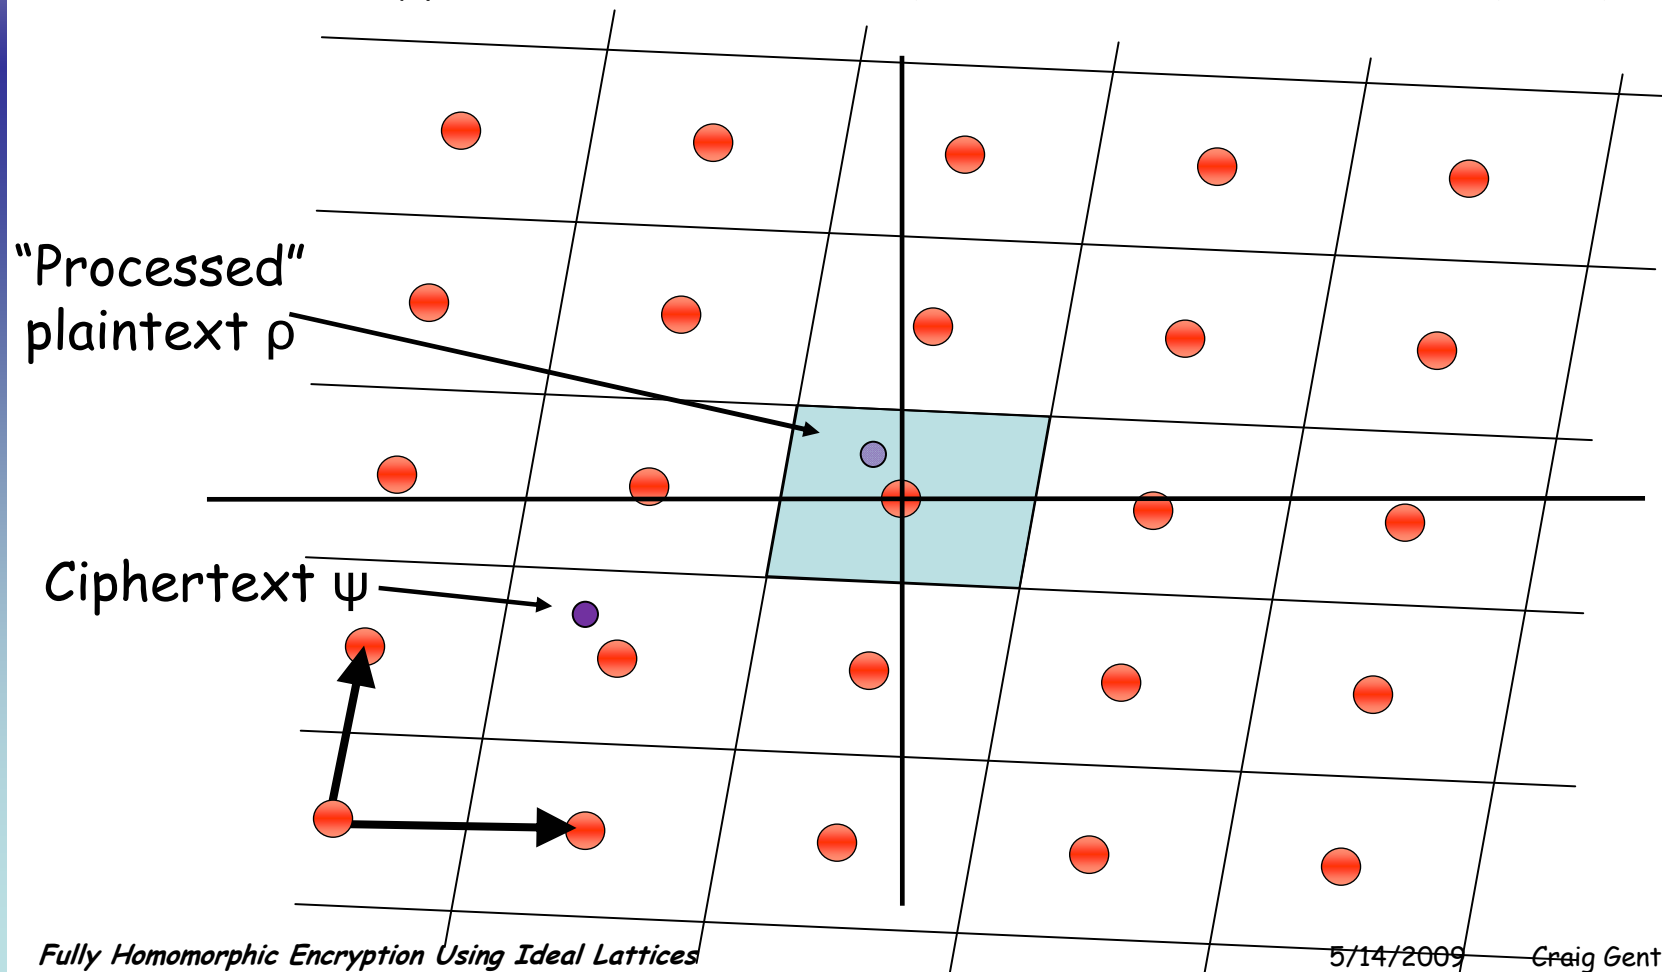 “Processed”
plaintext ρ
Ciphertext ψ
Fully Homomorphic Encryption Using Ideal Lattices
5/14/2009
Craig Gent